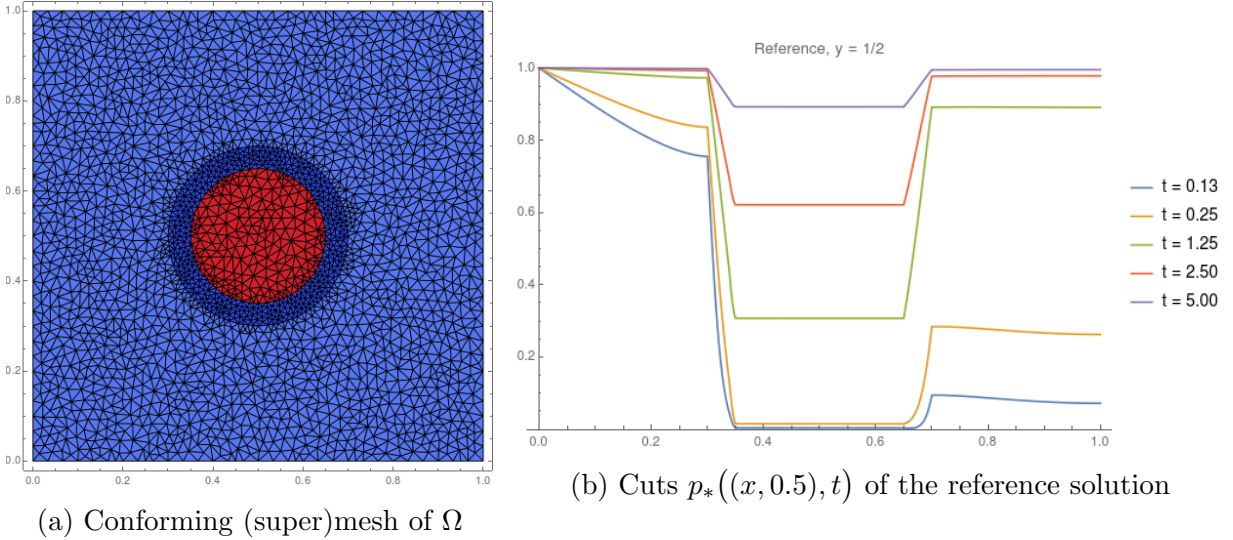 1.0
0.8
0.6
0.4
0.2
0.0
0.0 0.2 0.4 0.6 0.8 1.0
(a) Conforming (super)mesh of Ω
Reference, y = 1/2
1.0
0.8
0.6
0.4
0.2
0.0 0.2 0.4 0.6 0.8 1.0
t = 0.13
t = 0.25
t = 1.25
t = 2.50
t = 5.00
(b) Cuts p∗((x, 0.5), t) of the reference solution